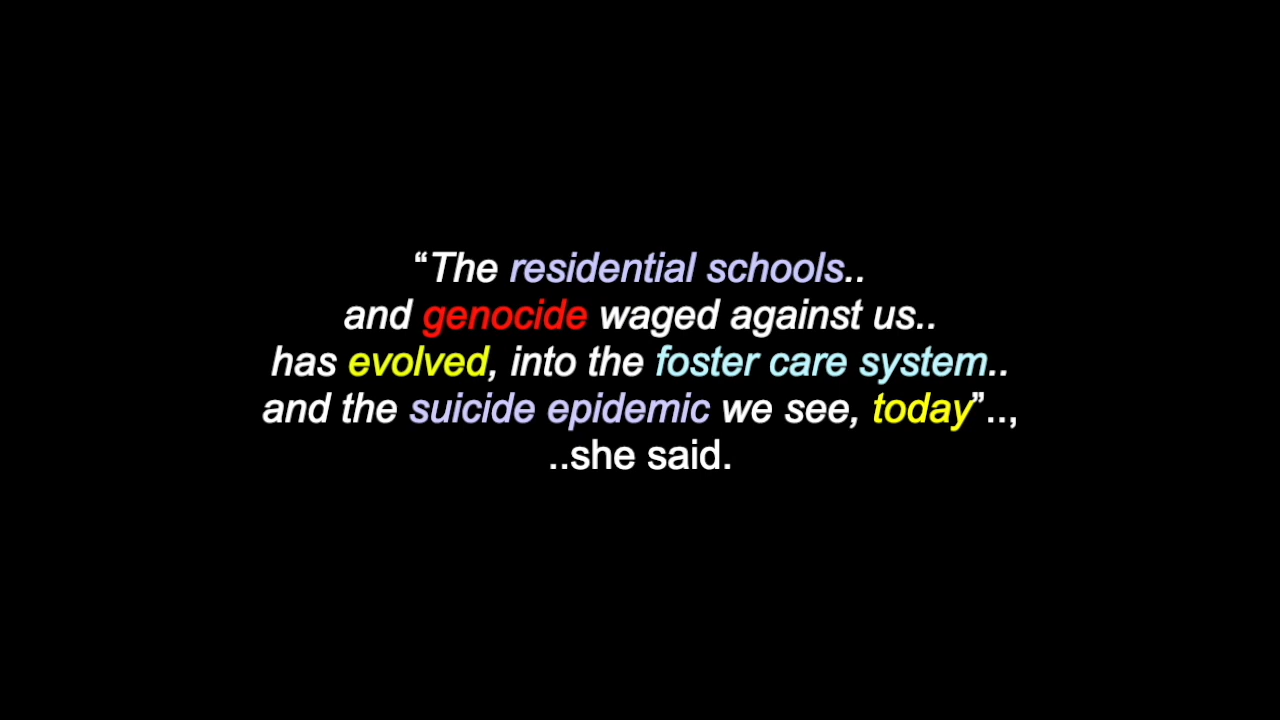 “The residential schools..
and genocide waged against us..
has evolved, into the foster care system..
and the suicide epidemic we see, today”..,
..she said.